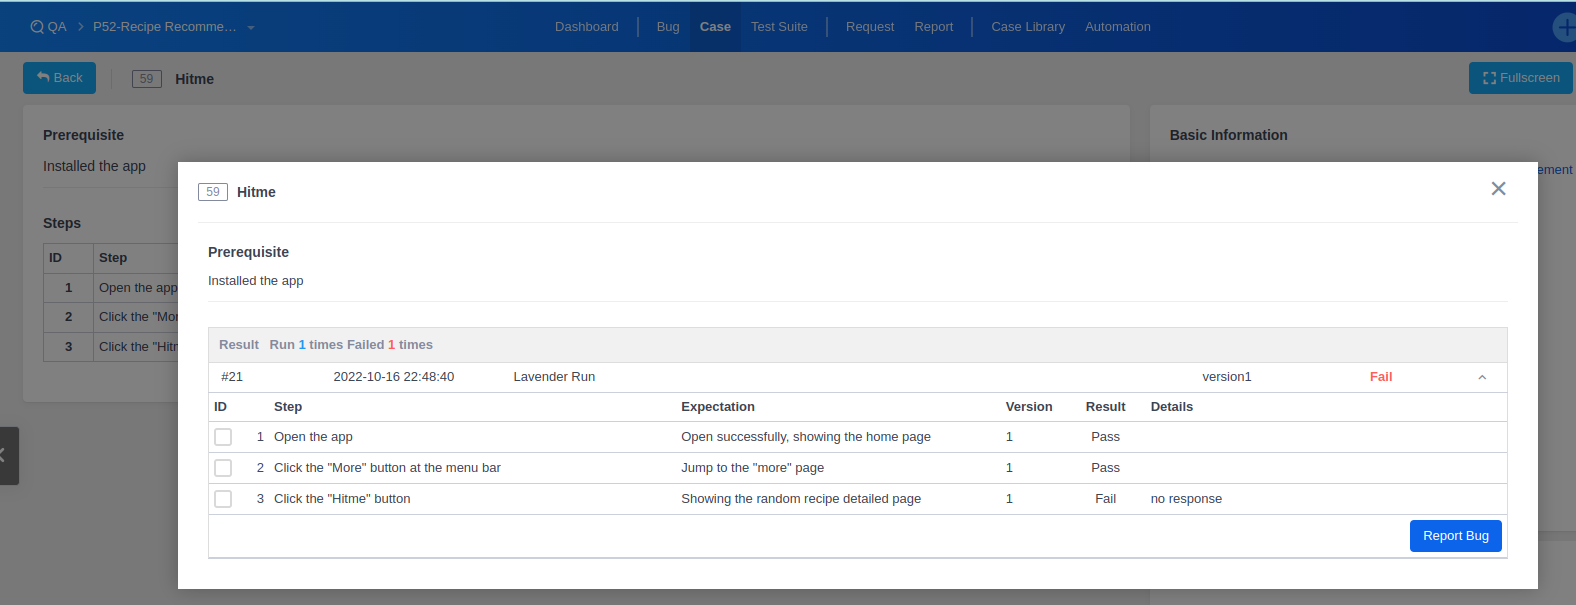 QA P52-Recipe Recomme... Dashboard Bug Case Test Suite Request Report Case Library Automation
Back 59 Hitme Fullscreen
Prerequisite Basic Information
Installed the app
ement
59 Hitme
Prerequisite
Installed the app
Steps
ID Step
1 Open the app
2 Click the "Mor
3 Click the "Hitn
Result Run 1 times Failed 1 times
#21 2022-10-16 22:48:40 Lavender Run version1 Fail
ID Step Expectation Version Result Details
1 Open the app Open successfully, showing the home page 1 Pass
2 Click the "More" button at the menu bar Jump to the "more" page 1 Pass
3 Click the "Hitme" button Showing the random recipe detailed page 1 Fail no response
Report Bug